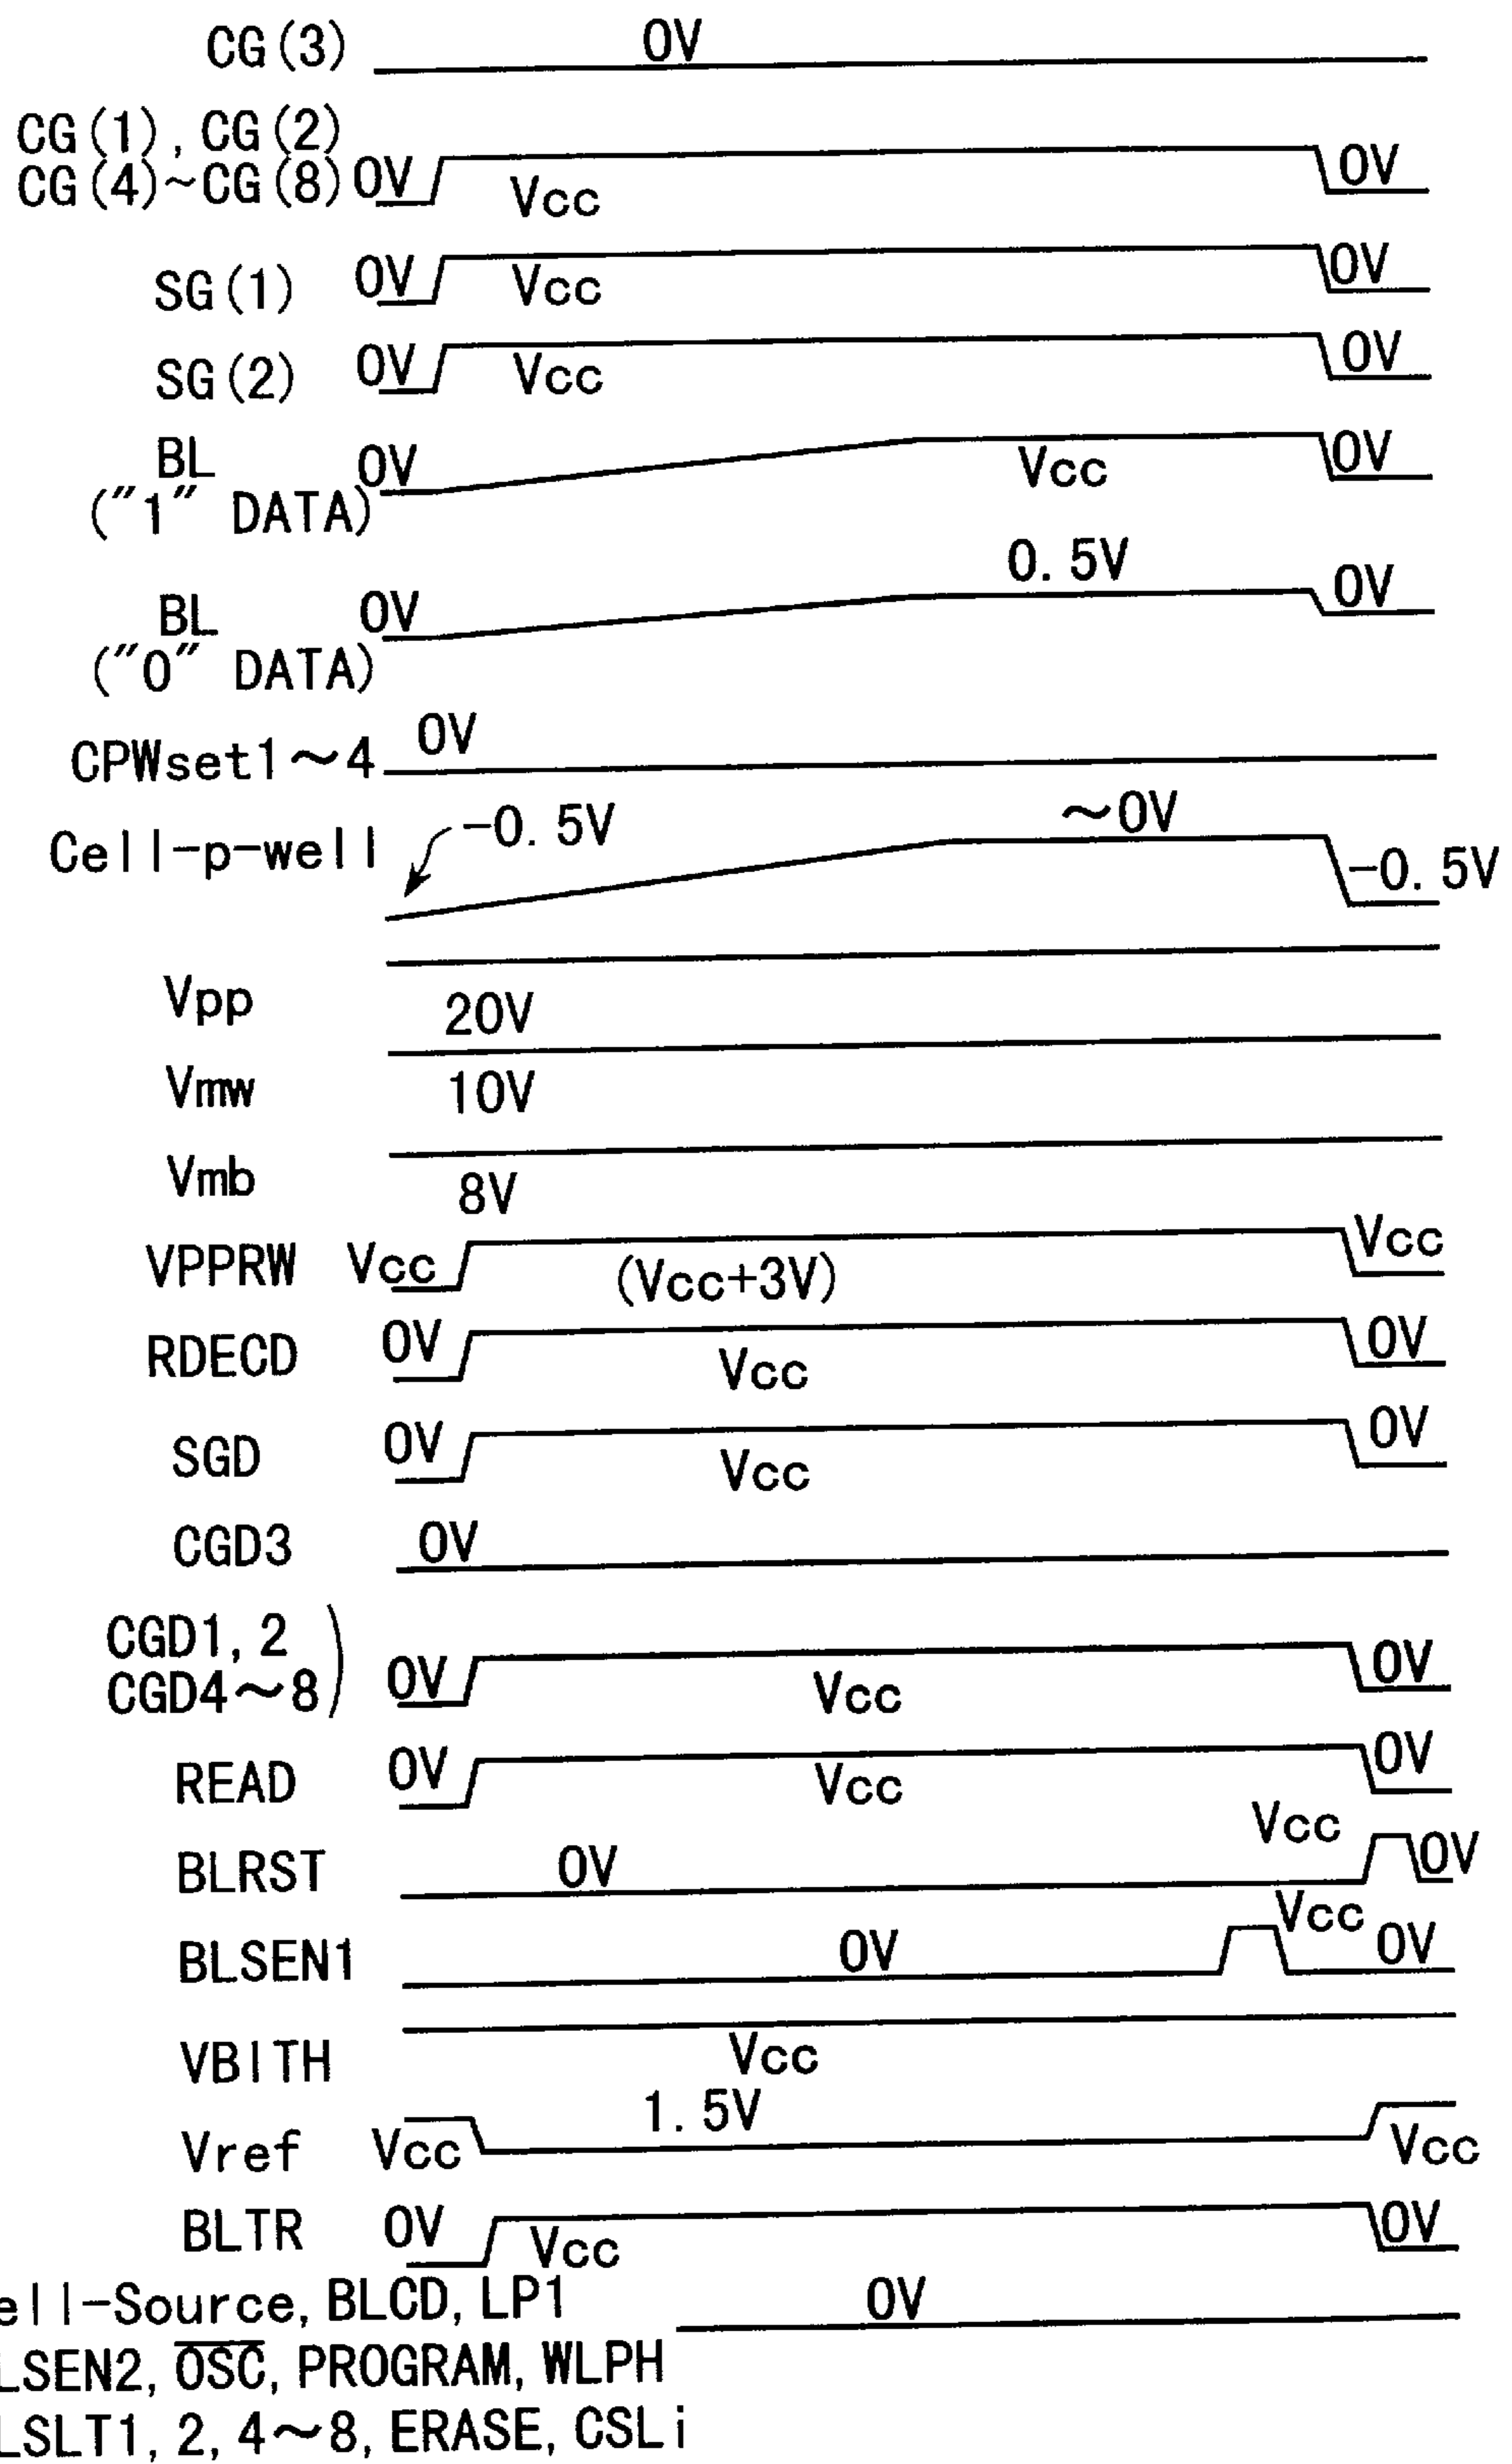 CG(3) 0V
CG(1), CG(2)
CG(4)~CG(8) 0V Vcc 0V
SG(1) 0V Vcc 0V
SG(2) 0V Vcc 0V
BL 0V Vcc 0V
("1" DATA)
0.5V
BL 0V 0V
("0" DATA)
CPWset1~4 0V
Cell-p-well -0.5V ~0V -0.5V
Vpp 20V
Vmw 10V
Vmb 8V
VPPRW Vcc (Vcc+3V) Vcc
RDECD 0V Vcc 0V
SGD 0V Vcc 0V
CGD3 0V
CGD1, 2
CGD4~8) 0V Vcc 0V
READ 0V Vcc 0V
BLRST 0V Vcc 0V
BLSEN1 0V Vcc 0V
VBITH Vcc
Vref Vcc 1.5V Vcc
BLTR 0V Vcc 0V
ell-Source, BLCD, LP1 0V
LSEN2, O̅S̅C̅, PROGRAM, WLPH
LSLT1, 2, 4~8, ERASE, CSLi